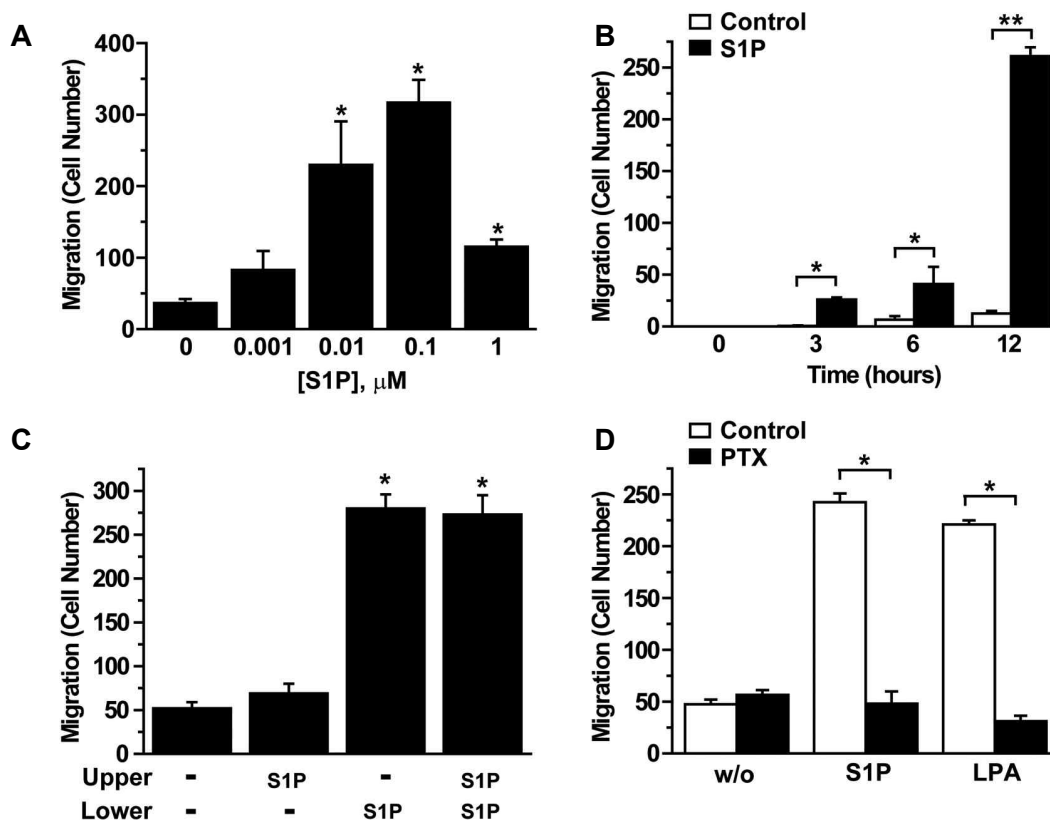 A
Migration (Cell Number)
400
300
200
100
0
*
*
*
0 0.001 0.01 0.1 1
[S1P], μM
B
Control
S1P
Migration (Cell Number)
250
200
150
100
50
0
*
*
**
0 3 6 12
Time (hours)
C
Migration (Cell Number)
300
250
200
150
100
50
0
*
*
Upper - S1P - S1P
Lower - - S1P S1P
D
Control
PTX
Migration (Cell Number)
250
200
150
100
50
0
*
*
w/o S1P LPA